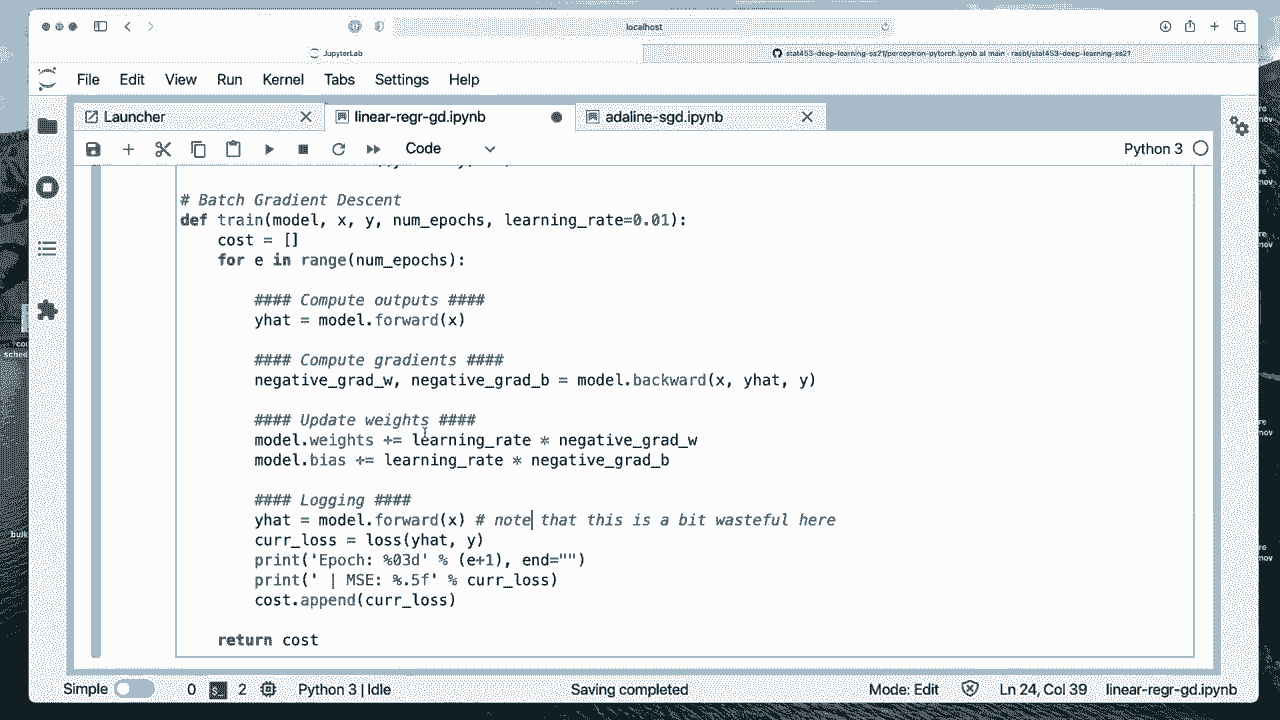 localhost
JupyterLab
stat453-deep-learning-ss21/perceptron-pytorch.ipynb at main · rasbt/stat453-deep-learning-ss21
File Edit View Run Kernel Tabs Settings Help
Launcher
linear-regr-gd.ipynb
adaline-sgd.ipynb
Code
Python 3
# Batch Gradient Descent
def train(model, x, y, num_epochs, learning_rate=0.01):
    cost = []
    for e in range(num_epochs):
        #### Compute outputs ####
        yhat = model.forward(x)
        #### Compute gradients ####
        negative_grad_w, negative_grad_b = model.backward(x, yhat, y)
        #### Update weights ####
        model.weights += learning_rate * negative_grad_w
        model.bias += learning_rate * negative_grad_b
        #### Logging ####
        yhat = model.forward(x) # note that this is a bit wasteful here
        curr_loss = loss(yhat, y)
        print('Epoch: %03d' % (e+1), end="")
        print(' | MSE: %.5f' % curr_loss)
        cost.append(curr_loss)
    return cost
Simple 0 2 Python 3 | Idle Saving completed Mode: Edit Ln 24, Col 39 linear-regr-gd.ipynb